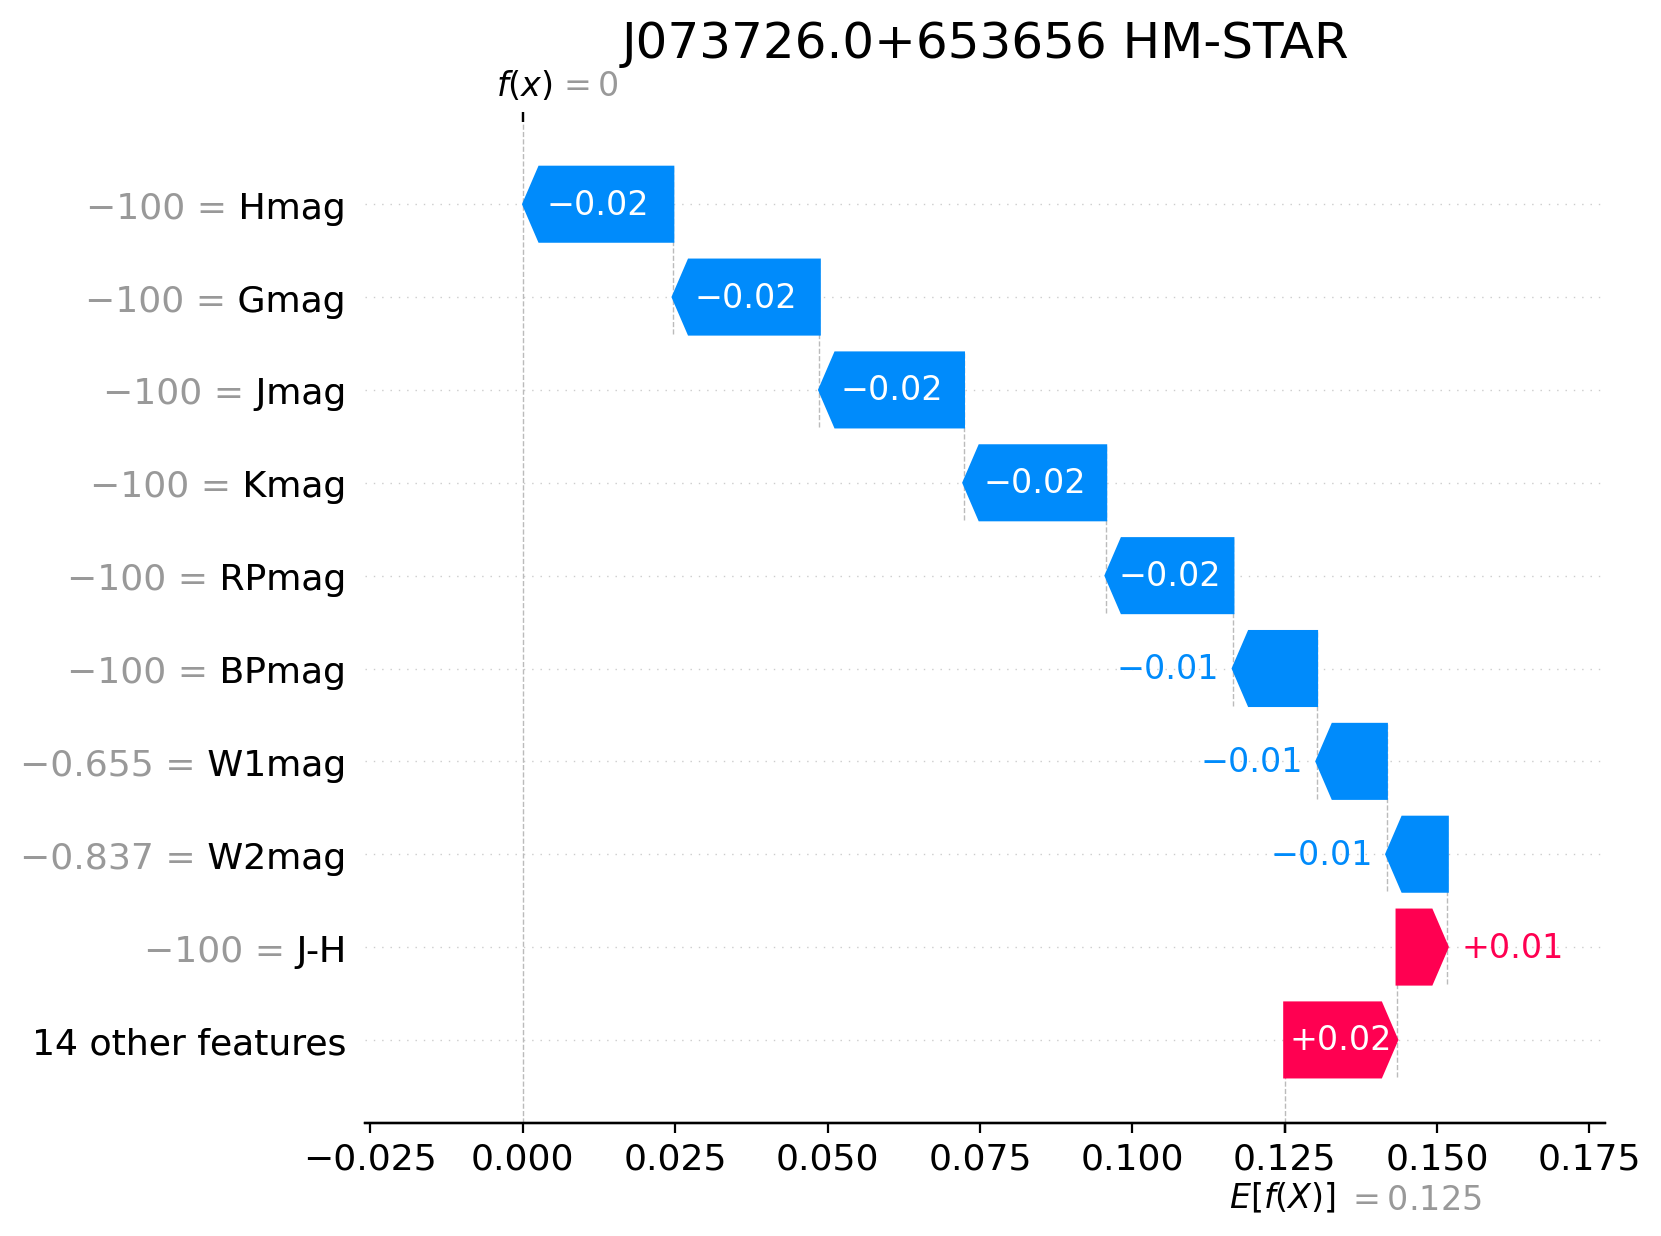 J073726.0+653656 HM-STAR
f(x) = 0
−100 = Hmag
−0.02
−100 = Gmag
−0.02
−100 = Jmag
−0.02
−100 = Kmag
−0.02
−100 = RPmag
−0.02
−100 = BPmag
−0.01
−0.655 = W1mag
−0.01
−0.837 = W2mag
−0.01
−100 = J-H
+0.01
14 other features
+0.02
−0.025 0.000 0.025 0.050 0.075 0.100 0.125 0.150 0.175
E[f(X)] = 0.125